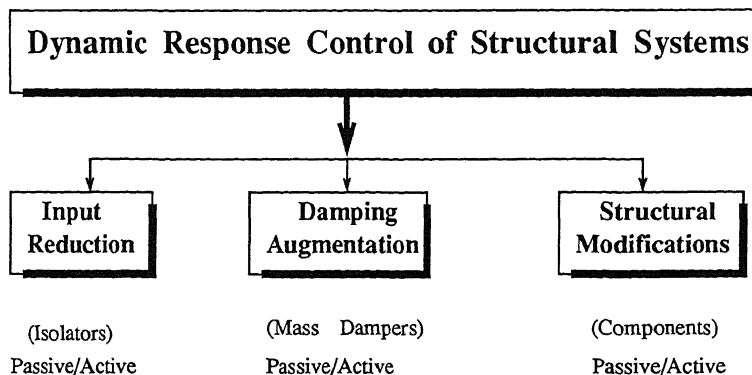 Dynamic Response Control of Structural Systems
Input
Reduction
Damping
Augmentation
Structural
Modifications
(Isolators)
Passive/Active
(Mass Dampers)
Passive/Active
(Components)
Passive/Active